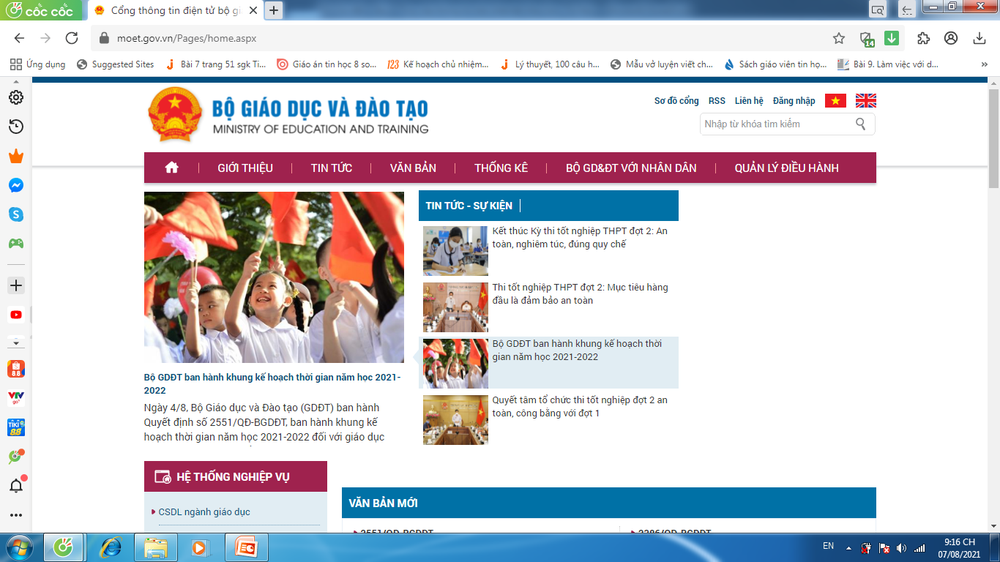 cốc cốc
Cổng thông tin điện tử bộ gi
moet.gov.vn/Pages/home.aspx
14
Ứng dụng
Suggested Sites
Bài 7 trang 51 sgk Ti...
Giáo án tin học 8 so...
123 Kế hoạch chủ nhiệm...
Lý thuyết, 100 câu h...
Mẫu vở luyện viết ch...
Sách giáo viên tin họ...
Bài 9. Làm việc với d...
»
BỘ GIÁO DỤC VÀ ĐÀO TẠO
MINISTRY OF EDUCATION AND TRAINING
Sơ đồ cổng RSS Liên hệ Đăng nhập
Nhập từ khóa tìm kiếm
GIỚI THIỆU
TIN TỨC
VĂN BẢN
THỐNG KÊ
BỘ GD&ĐT VỚI NHÂN DÂN
QUẢN LÝ ĐIỀU HÀNH
Bộ GDĐT ban hành khung kế hoạch thời gian năm học 2021-
2022
Ngày 4/8, Bộ Giáo dục và Đào tạo (GDĐT) ban hành
Quyết định số 2551/QĐ-BGDĐT, ban hành khung kế
hoạch thời gian năm học 2021-2022 đối với giáo dục
TIN TỨC - SỰ KIỆN
Kết thúc Kỳ thi tốt nghiệp THPT đợt 2: An
toàn, nghiêm túc, đúng quy chế
Thi tốt nghiệp THPT đợt 2: Mục tiêu hàng
đầu là đảm bảo an toàn
Bộ GDĐT ban hành khung kế hoạch thời
gian năm học 2021-2022
Quyết tâm tổ chức thi tốt nghiệp đợt 2 an
toàn, công bằng với đợt 1
HỆ THỐNG NGHIỆP VỤ
CSDL ngành giáo dục
VĂN BẢN MỚI
2551/QĐ-BGDĐT
2386/QĐ-BGDĐT
8.8
VTV
go
TIKI
88
EN
9:16 CH
07/08/2021